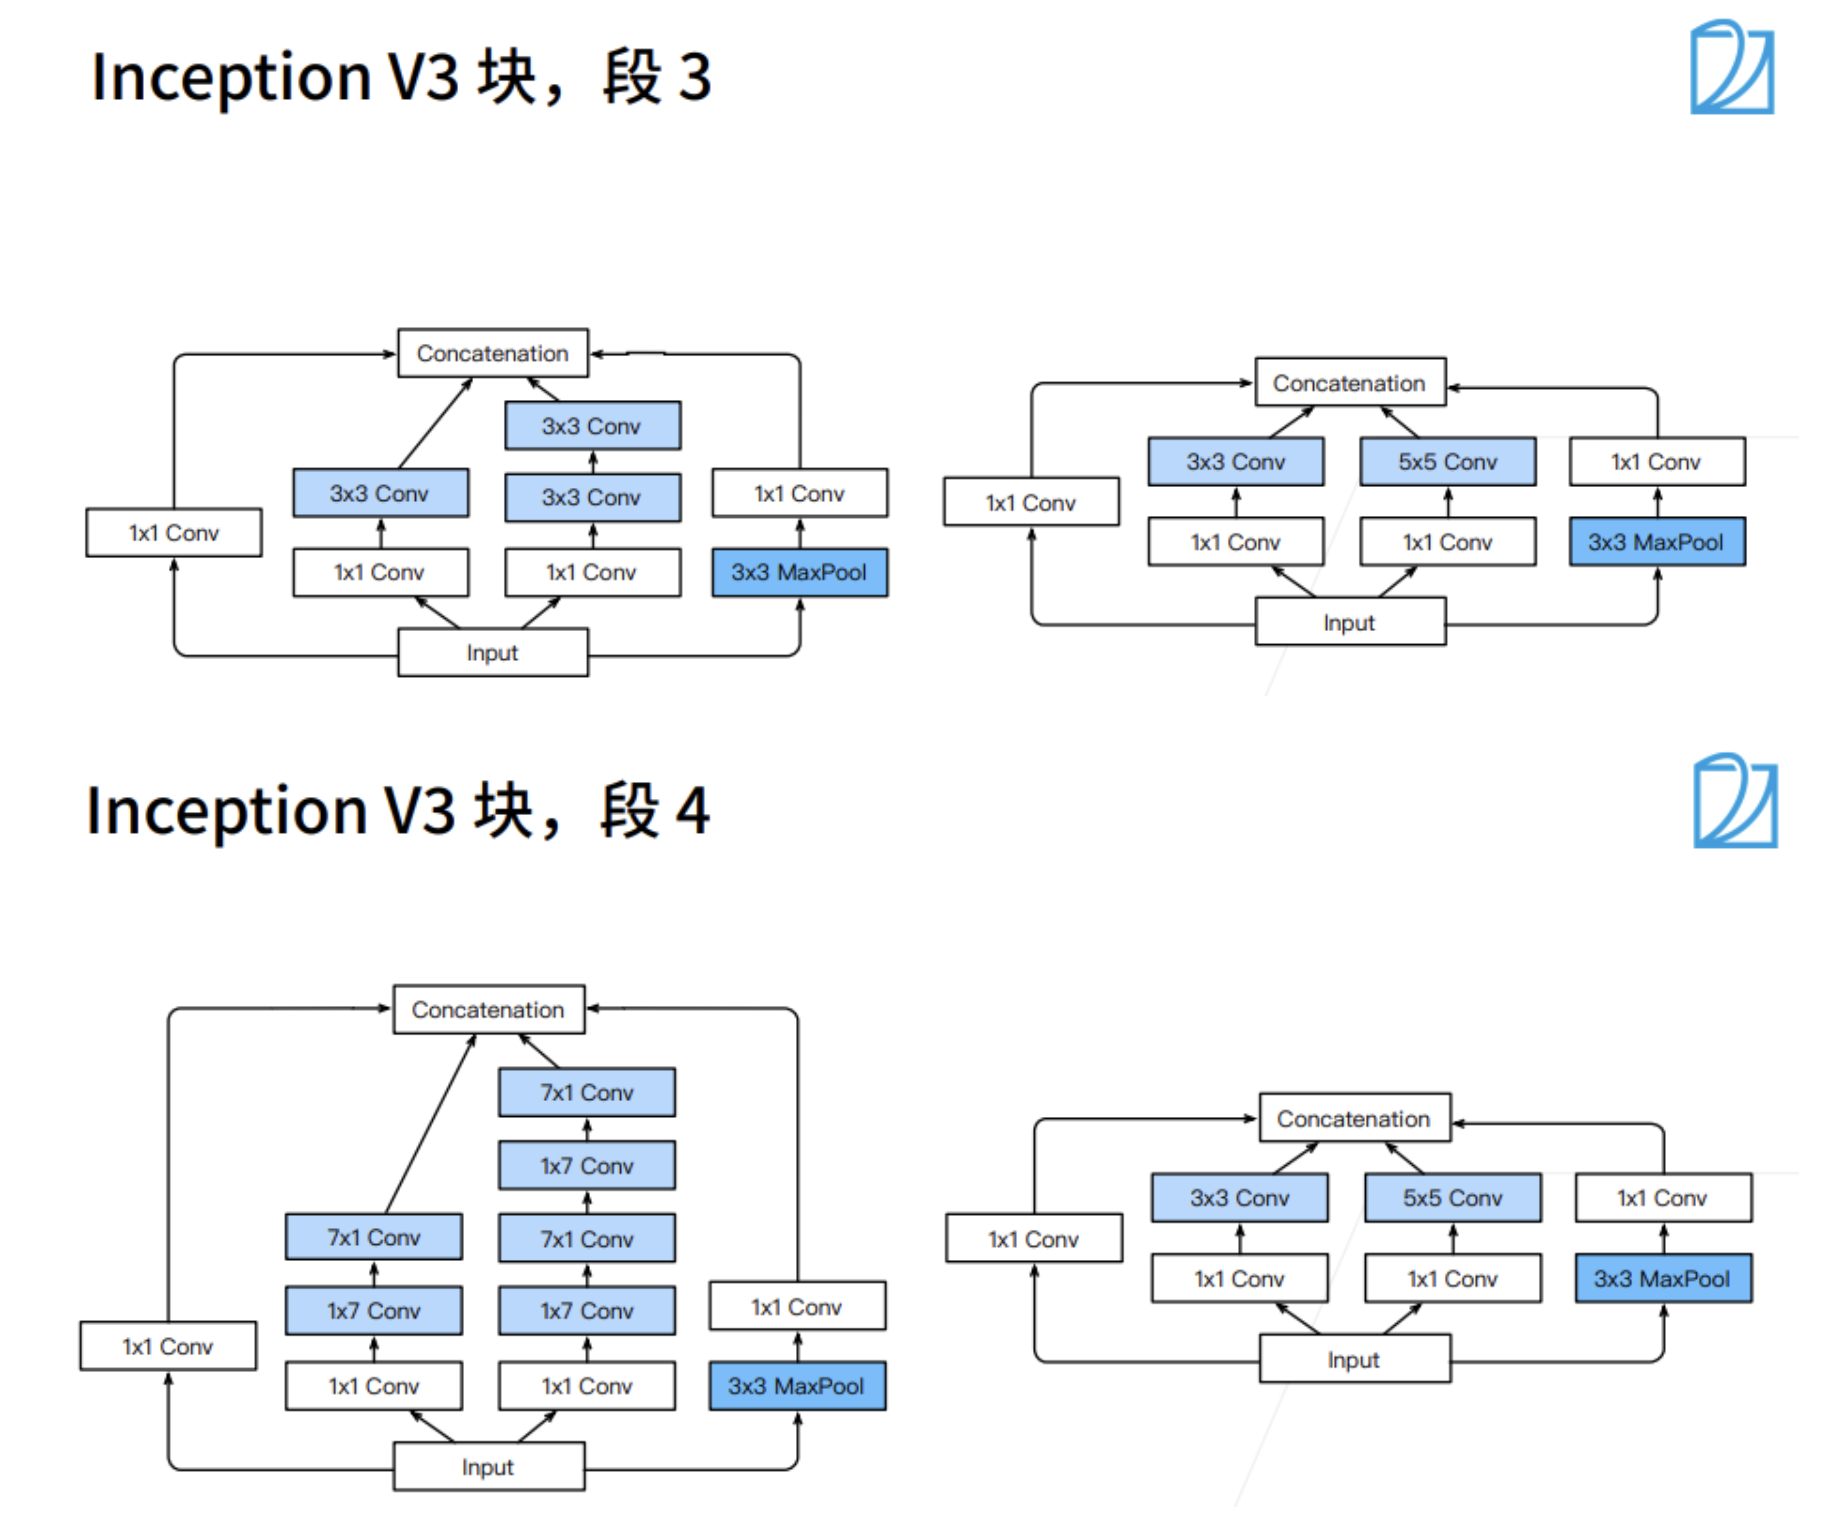 Inception V3 块，段 3
Concatenation
3x3 Conv
3x3 Conv
3x3 Conv
1x1 Conv
1x1 Conv
1x1 Conv
1x1 Conv
3x3 MaxPool
Input
Concatenation
3x3 Conv
5x5 Conv
1x1 Conv
1x1 Conv
1x1 Conv
1x1 Conv
3x3 MaxPool
Input
Inception V3 块，段 4
Concatenation
7x1 Conv
1x7 Conv
7x1 Conv
7x1 Conv
1x7 Conv
1x7 Conv
1x1 Conv
1x1 Conv
1x1 Conv
1x1 Conv
3x3 MaxPool
Input
Concatenation
3x3 Conv
5x5 Conv
1x1 Conv
1x1 Conv
1x1 Conv
1x1 Conv
3x3 MaxPool
Input